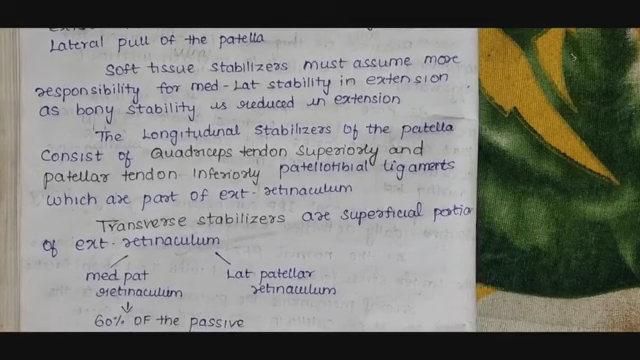 Lateral pull of the patella
Soft tissue stabilizers must assume more
responsibility for med-Lat stability in extension
as bony stability is reduced in extension
The Longitudinal stabilizers of the patella
Consist of Quadriceps tendon superiorly and
patellar tendon inferiorly patellotibial ligaments
which are part of ext. retinaculum
Transverse stabilizers are superficial portio
of ext. retinaculum
med pat Lat patellar
retinaculum retinaculum
60% OF the passive